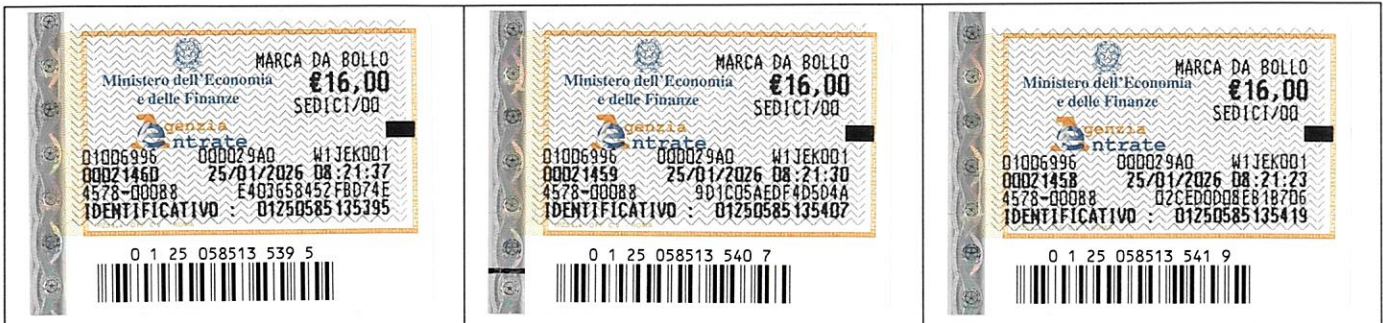 MARCA DA BOLLO
Ministero dell'Economia
e delle Finanze
€16,00
SEDICI/00
genzia
ntrate
01006996 000029A0 W1JEK001
00021460 25/01/2026 08:21:37
4578-00088 E403658452FBD74E
IDENTIFICATIVO : 01250585135395
0 1 25 058513 539 5
MARCA DA BOLLO
Ministero dell'Economia
e delle Finanze
€16,00
SEDICI/00
genzia
ntrate
01006996 000029A0 W1JEK001
00021459 25/01/2026 08:21:30
4578-00088 9D1C05AEDF4D5D4A
IDENTIFICATIVO : 01250585135407
0 1 25 058513 540 7
MARCA DA BOLLO
Ministero dell'Economia
e delle Finanze
€16,00
SEDICI/00
genzia
ntrate
01006996 000029A0 W1JEK001
00021458 25/01/2026 08:21:23
4578-00088
IDENTIFICATIVO : 01250585135419
0 1 25 058513 541 9